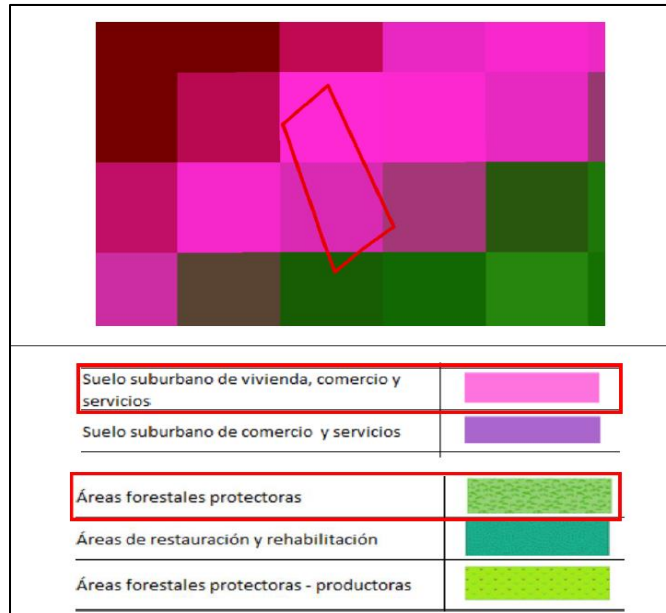 Suelo suburbano de vivienda, comercio y
servicios
Suelo suburbano de comercio y servicios
Áreas forestales protectoras
Áreas de restauración y rehabilitación
Áreas forestales protectoras - productoras